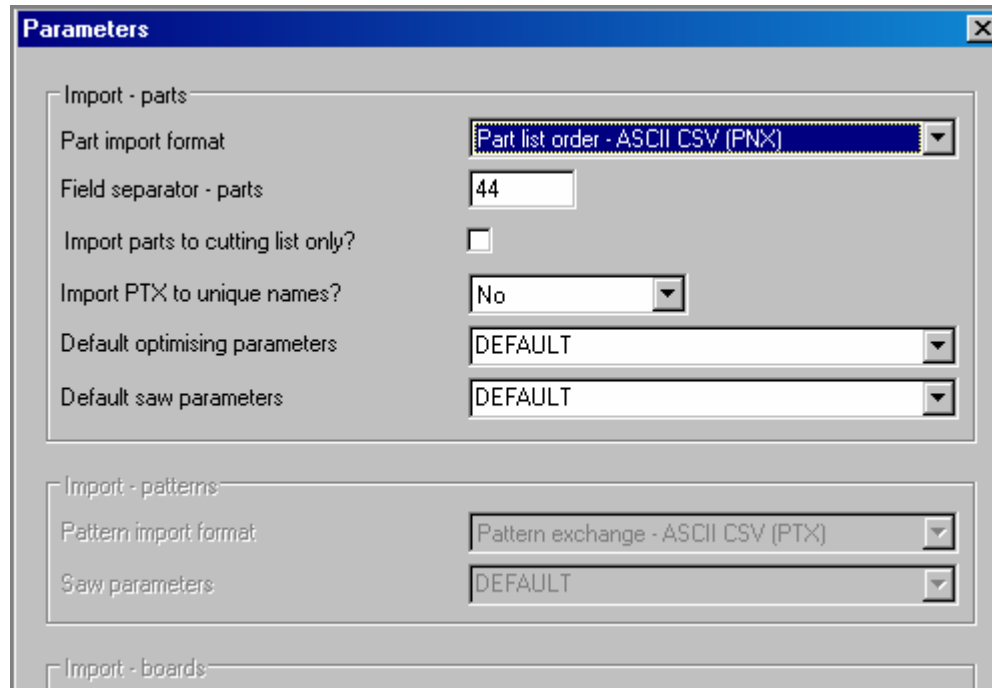 Parameters
Import - parts
Part import format Part list order - ASCII CSV (PNX)
Field separator - parts 44
Import parts to cutting list only?
Import PTX to unique names? No
Default optimising parameters DEFAULT
Default saw parameters DEFAULT
Import - patterns
Pattern import format Pattern exchange - ASCII CSV (PTX)
Saw parameters DEFAULT
Import - boards